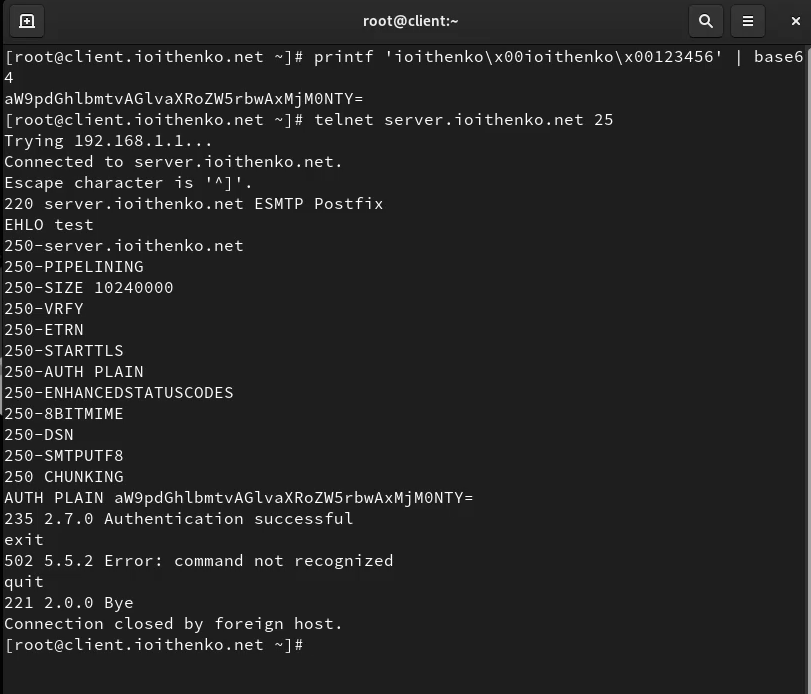 root@client:~
[root@client.ioithenko.net ~]# printf 'ioithenko\x00ioithenko\x00123456' | base6
4
aW9pdGhlbmtvAGlvaXRoZW5rbwAxMjM0NTY=
[root@client.ioithenko.net ~]# telnet server.ioithenko.net 25
Trying 192.168.1.1...
Connected to server.ioithenko.net.
Escape character is '^]'.
220 server.ioithenko.net ESMTP Postfix
EHLO test
250-server.ioithenko.net
250-PIPELINING
250-SIZE 10240000
250-VRFY
250-ETRN
250-STARTTLS
250-AUTH PLAIN
250-ENHANCEDSTATUSCODES
250-8BITMIME
250-DSN
250-SMTPUTF8
250 CHUNKING
AUTH PLAIN aW9pdGhlbmtvAGlvaXRoZW5rbwAxMjM0NTY=
235 2.7.0 Authentication successful
exit
502 5.5.2 Error: command not recognized
quit
221 2.0.0 Bye
Connection closed by foreign host.
[root@client.ioithenko.net ~]#